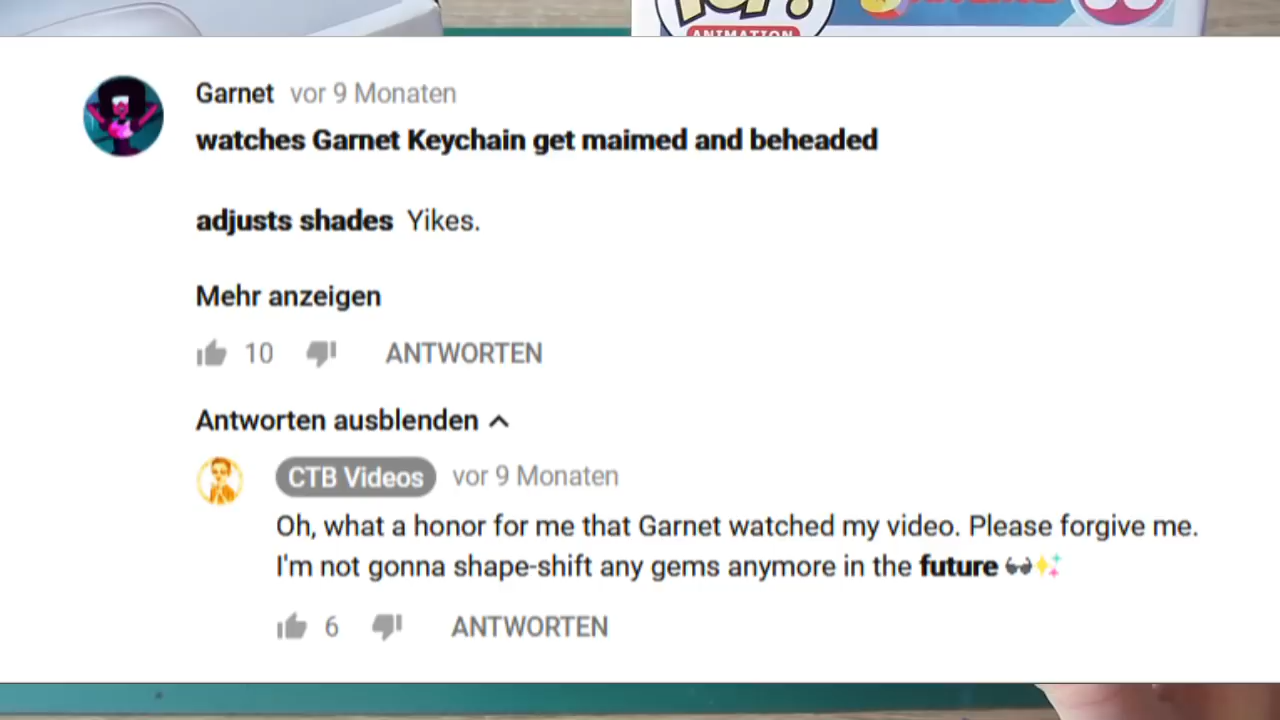 POP!
ANIMATION
Garnet vor 9 Monaten
watches Garnet Keychain get maimed and beheaded
adjusts shades Yikes.
Mehr anzeigen
10 ANTWORTEN
Antworten ausblenden
CTB Videos vor 9 Monaten
Oh, what a honor for me that Garnet watched my video. Please forgive me.
I'm not gonna shape-shift any gems anymore in the future
6 ANTWORTEN